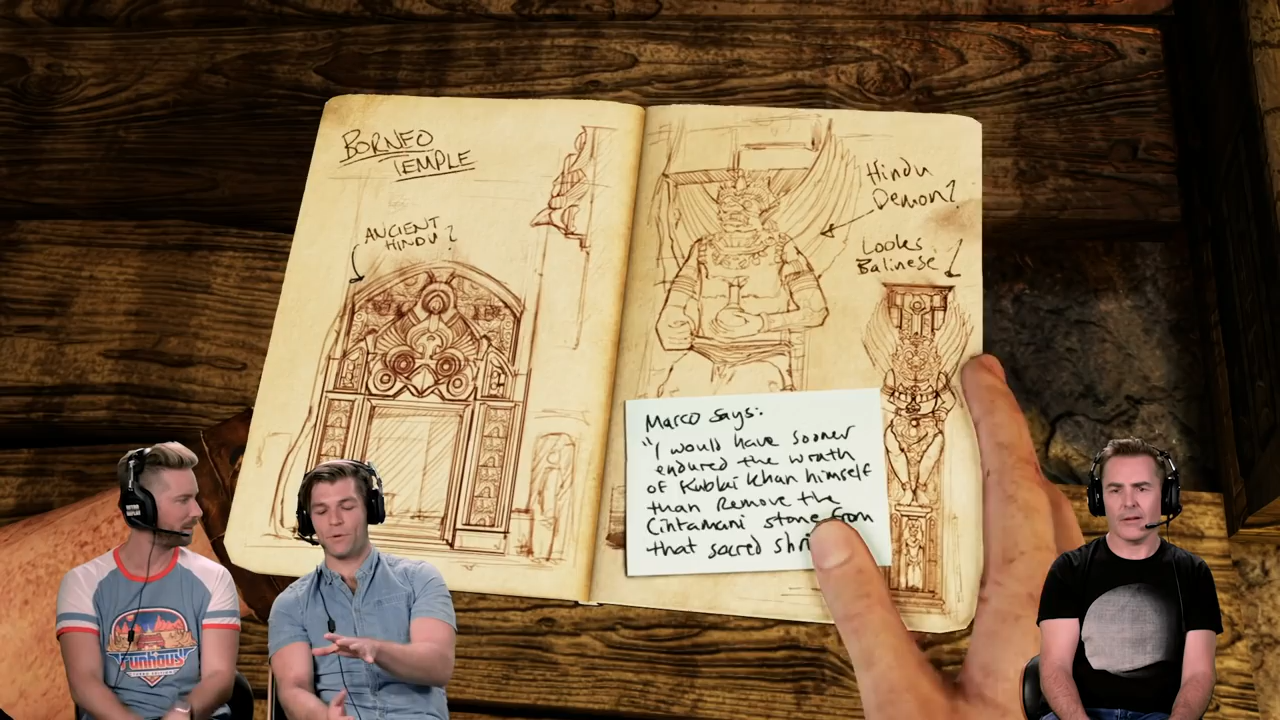 BORNEO
TEMPLE
ANCIENT
HINDU?
Hindu
Demon?
Looks
Balinese
Marco says:
"I would have sooner
endured the wrath
of Kublai Khan himself
than Remove the
Cintamani stone from
that sacred shri
FUNHAUS